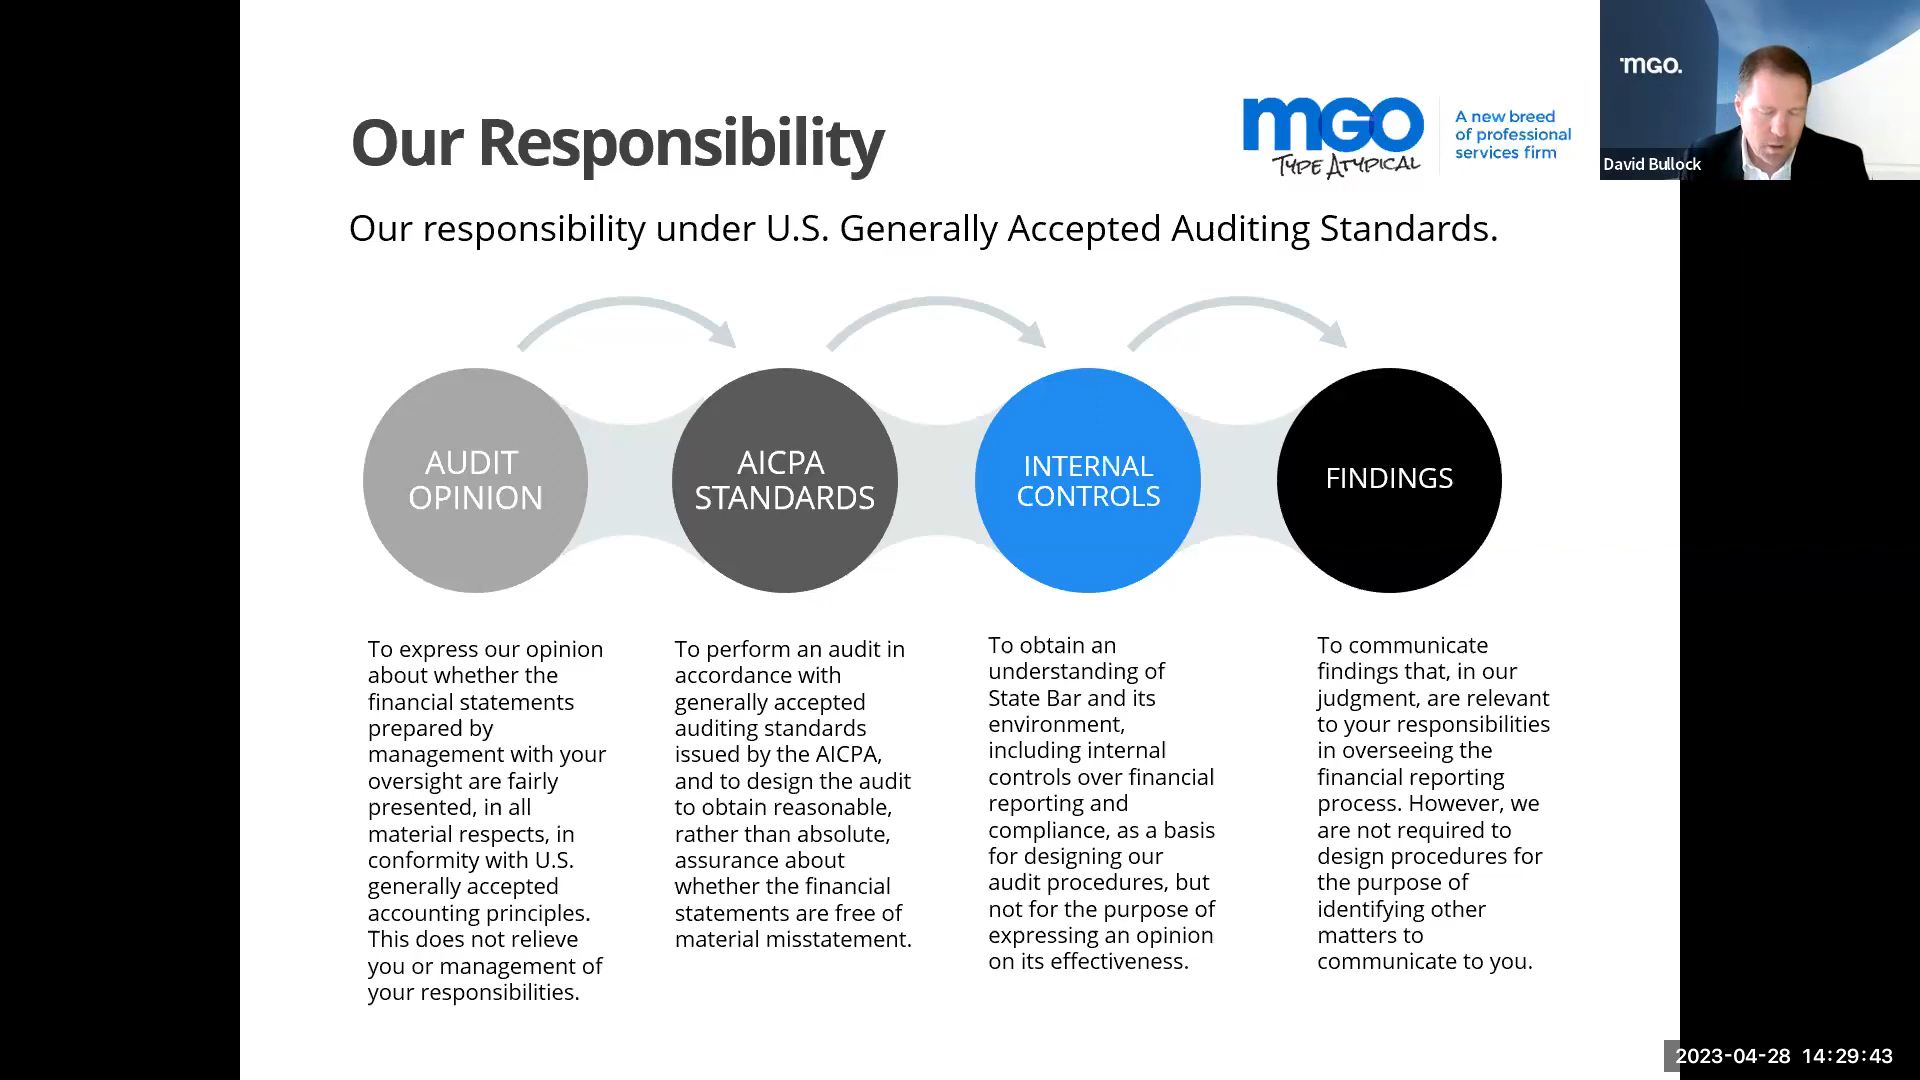 Our Responsibility
mGO
TYPE ATYPICAL
A new breed
of professional
services firm
mGO.
David Bullock
Our responsibility under U.S. Generally Accepted Auditing Standards.
AUDIT
OPINION
AICPA
STANDARDS
INTERNAL
CONTROLS
FINDINGS
To express our opinion
about whether the
financial statements
prepared by
management with your
oversight are fairly
presented, in all
material respects, in
conformity with U.S.
generally accepted
accounting principles.
This does not relieve
you or management of
your responsibilities.
To perform an audit in
accordance with
generally accepted
auditing standards
issued by the AICPA,
and to design the audit
to obtain reasonable,
rather than absolute,
assurance about
whether the financial
statements are free of
material misstatement.
To obtain an
understanding of
State Bar and its
environment,
including internal
controls over financial
reporting and
compliance, as a basis
for designing our
audit procedures, but
not for the purpose of
expressing an opinion
on its effectiveness.
To communicate
findings that, in our
judgment, are relevant
to your responsibilities
in overseeing the
financial reporting
process. However, we
are not required to
design procedures for
the purpose of
identifying other
matters to
communicate to you.
2023-04-28 14:29:43